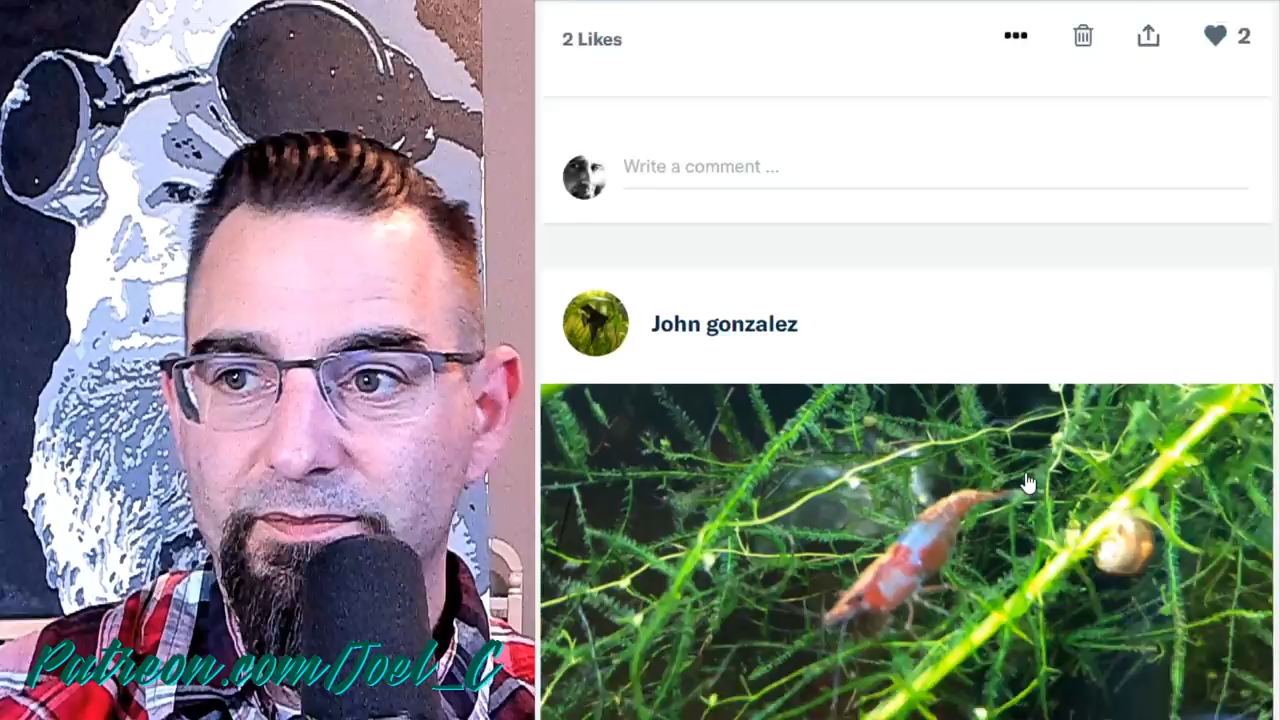 2 Likes
2
Write a comment ...
John gonzalez
Patreon.com/Joel_C